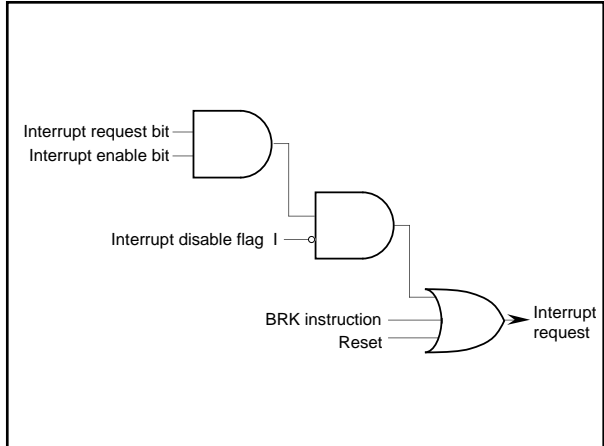 Interrupt request bit
Interrupt enable bit
Interrupt disable flag I
BRK instruction
Reset
Interrupt
request